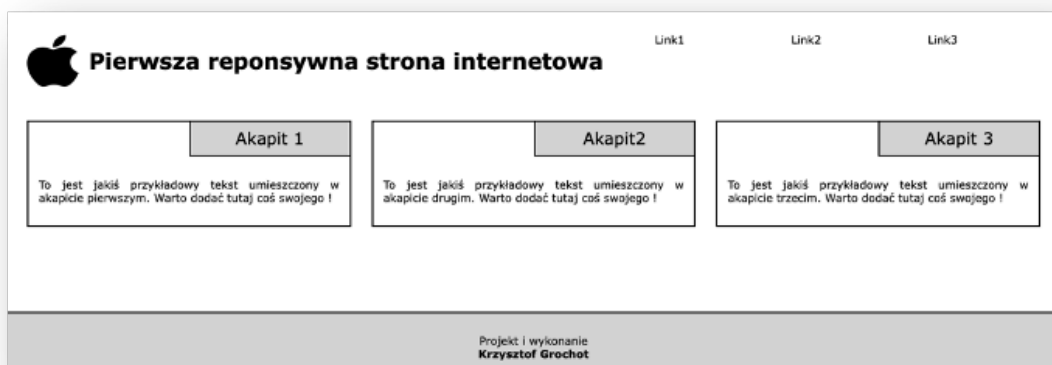 Pierwsza reponsywna strona internetowa
Link1
Link2
Link3
Akapit 1
To jest jakiś przykładowy tekst umieszczony w
akapicie pierwszym. Warto dodać tutaj coś swojego !
Akapit2
To jest jakiś przykładowy tekst umieszczony w
akapicie drugim. Warto dodać tutaj coś swojego !
Akapit 3
To jest jakiś przykładowy tekst umieszczony w
akapicie trzecim. Warto dodać tutaj coś swojego !
Projekt i wykonanie
Krzysztof Grochot